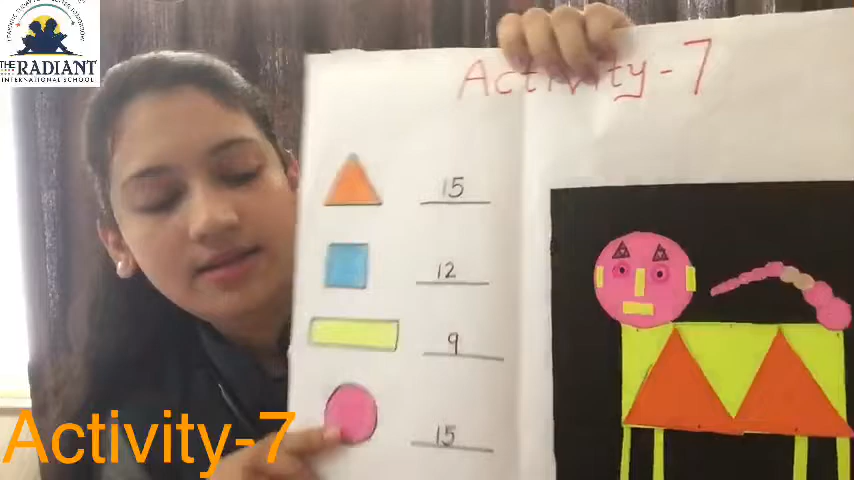 THE RADIANT
INTERNATIONAL SCHOOL
Activity-7
15
12
9
15
Activity-7